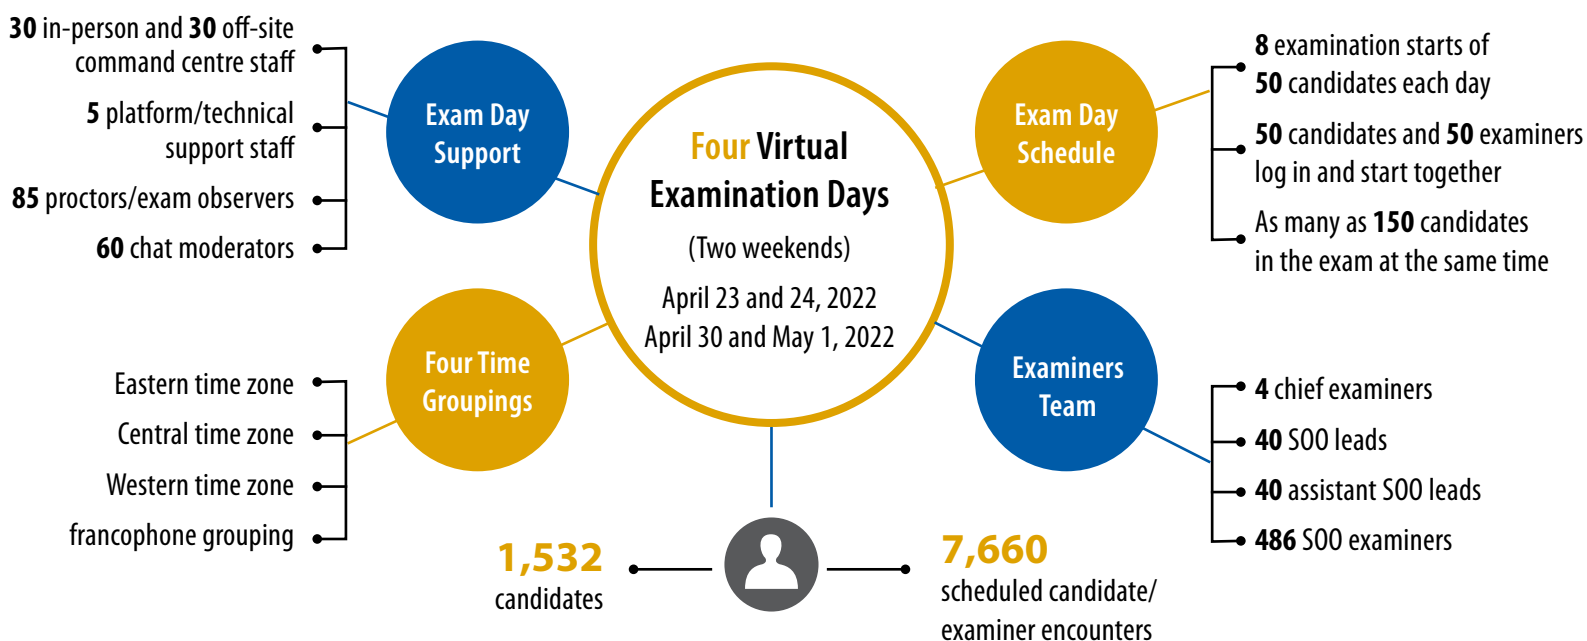 30 in-person and 30 off-site
command centre staff
5 platform/technical
support staff
85 proctors/exam observers
60 chat moderators
Exam Day
Support
Four Virtual
Examination Days
(Two weekends)
April 23 and 24, 2022
April 30 and May 1, 2022
Exam Day
Schedule
8 examination starts of
50 candidates each day
50 candidates and 50 examiners
log in and start together
As many as 150 candidates
in the exam at the same time
Four Time
Groupings
Eastern time zone
Central time zone
Western time zone
francophone grouping
Examiners
Team
4 chief examiners
40 SOO leads
40 assistant SOO leads
486 SOO examiners
1,532
candidates
7,660
scheduled candidate/
examiner encounters